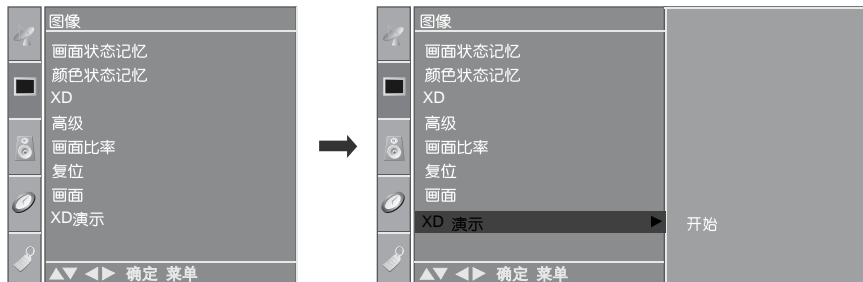 图像
画面状态记忆
颜色状态记忆
XD
高级
画面比率
复位
画面
XD演示
▲▼ ◀▶ 确定 菜单
图像
画面状态记忆
颜色状态记忆
XD
高级
画面比率
复位
画面
XD 演示 ▶
开始
▲▼ ◀▶ 确定 菜单